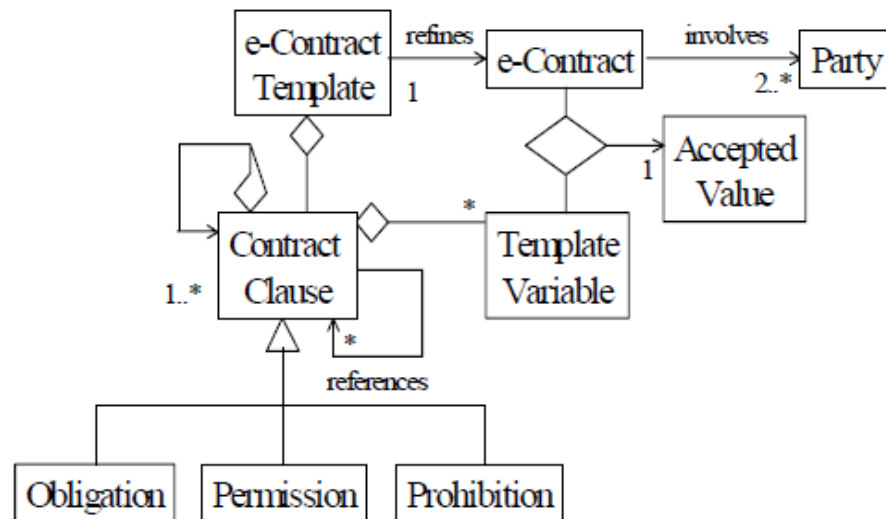 e-Contract
Template
refines
1
e-Contract
involves
2..*
Party
Accepted
Value
1
Contract
Clause
1..*
*
Template
Variable
*
references
Obligation
Permission
Prohibition